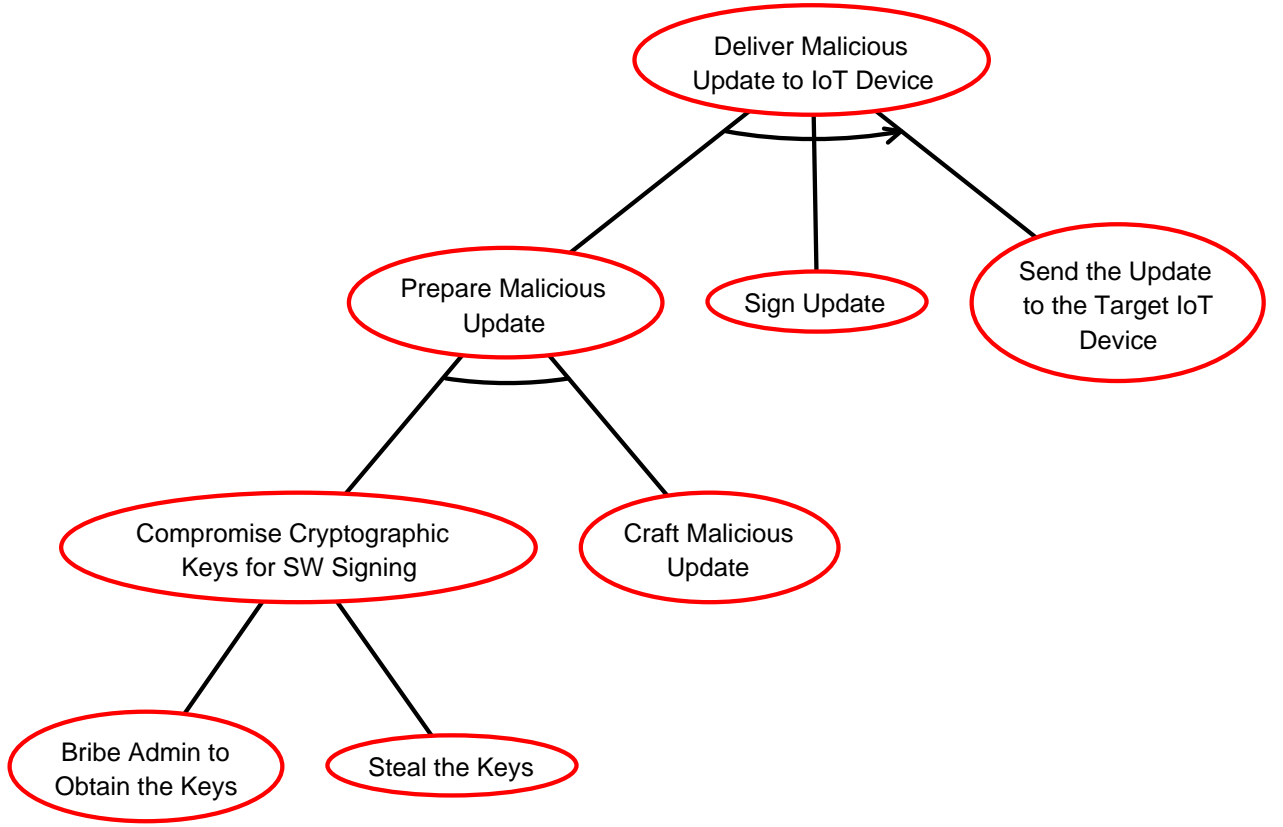 Deliver Malicious
Update to IoT Device
Prepare Malicious
Update
Sign Update
Send the Update
to the Target IoT
Device
Compromise Cryptographic
Keys for SW Signing
Craft Malicious
Update
Bribe Admin to
Obtain the Keys
Steal the Keys